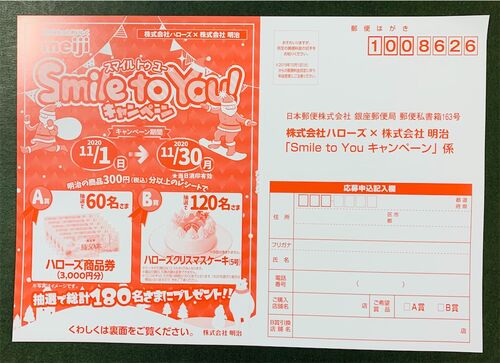 株式会社ハローズ×株式会社 明治
meiji
スマイル トゥ ユー
Smile to You!
キャンペーン
キャンペーン期間
2020
11/1(日)
2020
11/30(月)
★当日消印有効
明治の商品300円(税込)分以上のレシートで
A賞
抽選で60名さま
ハローズ商品券
(3,000円分)
B賞
抽選で120名さま
ハローズクリスマスケーキ(5号)
抽選で総計180名さまにプレゼント!!
くわしくは裏面をご覧ください。
株式会社 明治
郵便はがき
1008626
日本郵便株式会社 銀座郵便局 郵便私書箱163号
株式会社ハローズ×株式会社 明治
「Smile to You キャンペーン」係
応募申込記入欄
住所
都道
府県
区市
郡
フリガナ
氏名
電話
番号
( )
ご購入
店舗名
店
ご希望
賞品
A賞
B賞
B賞引換
店舗名
店